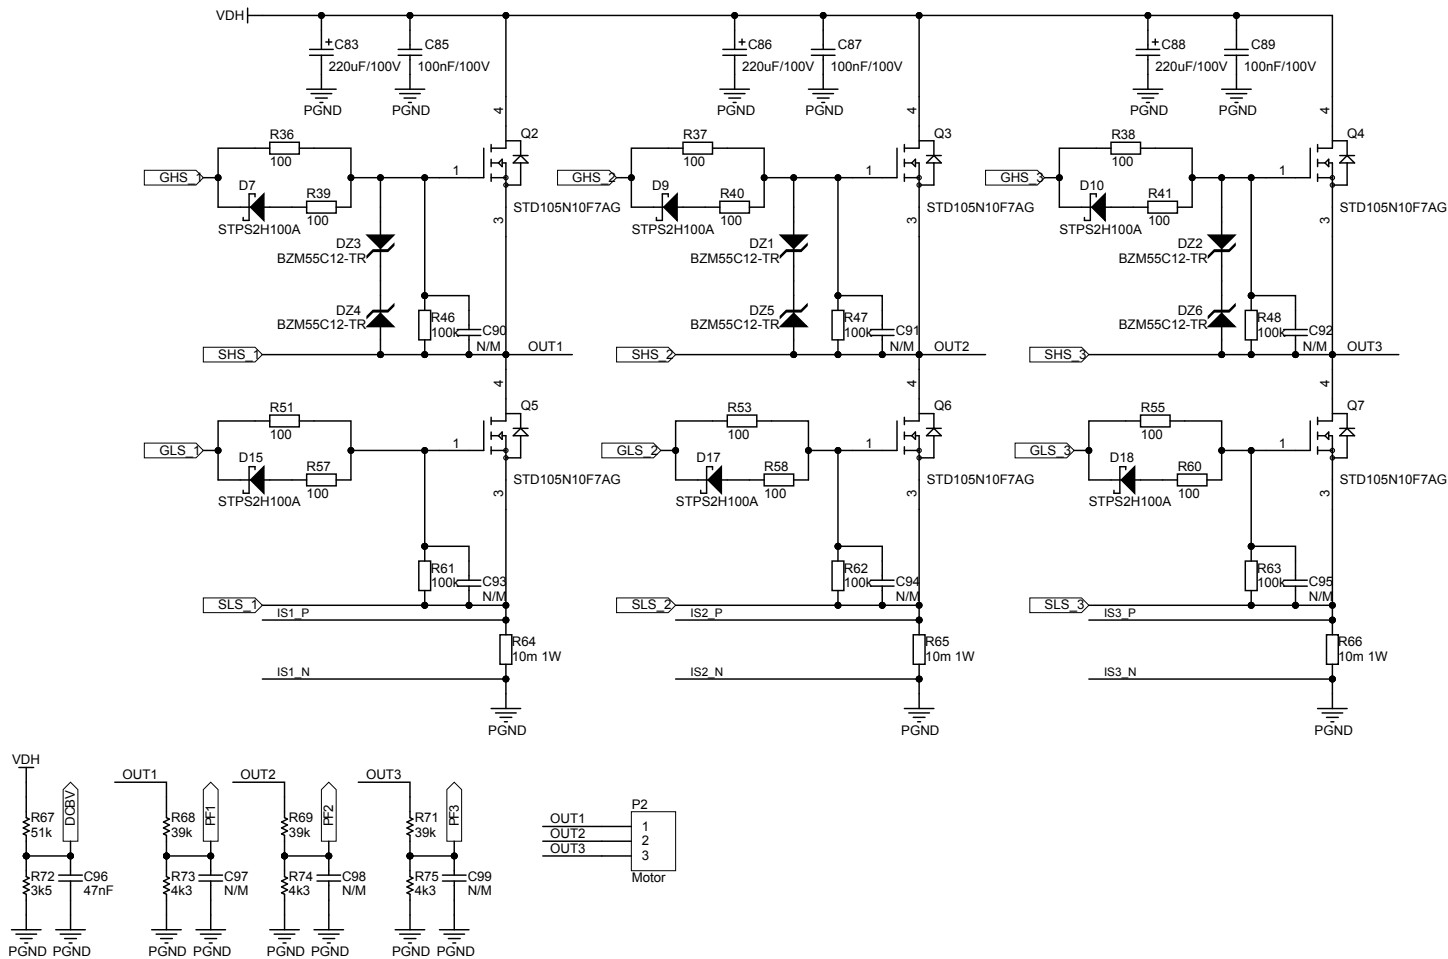 VDH
C83
220uF/100V
PGND
C85
100nF/100V
PGND
C86
220uF/100V
PGND
C87
100nF/100V
PGND
C88
220uF/100V
PGND
C89
100nF/100V
PGND
GHS_1
R36
100
D7
STPS2H100A
R39
100
1
4
Q2
3
STD105N10F7AG
DZ3
BZM55C12-TR
DZ4
BZM55C12-TR
R46
100k
C90
N/M
SHS_1
OUT1
GHS_2
R37
100
D9
STPS2H100A
R40
100
1
4
Q3
3
STD105N10F7AG
DZ1
BZM55C12-TR
DZ5
BZM55C12-TR
R47
100k
C91
N/M
SHS_2
OUT2
GHS_3
R38
100
D10
STPS2H100A
R41
100
1
4
Q4
3
STD105N10F7AG
DZ2
BZM55C12-TR
DZ6
BZM55C12-TR
R48
100k
C92
N/M
SHS_3
OUT3
GLS_1
R51
100
D15
STPS2H100A
R57
100
1
4
Q5
3
STD105N10F7AG
R61
100k
C93
N/M
SLS_1
IS1_P
R64
10m 1W
IS1_N
PGND
GLS_2
R53
100
D17
STPS2H100A
R58
100
1
4
Q6
3
STD105N10F7AG
R62
100k
C94
N/M
SLS_2
IS2_P
R65
10m 1W
IS2_N
PGND
GLS_3
R55
100
D18
STPS2H100A
R60
100
1
4
Q7
3
STD105N10F7AG
R63
100k
C95
N/M
SLS_3
IS3_P
R66
10m 1W
IS3_N
PGND
VDH
R67
51k
DCBV
R72
3k5
C96
47nF
PGND
PGND
OUT1
R68
39k
PF1
R73
4k3
C97
N/M
PGND
PGND
OUT2
R69
39k
PF2
R74
4k3
C98
N/M
PGND
PGND
OUT3
R71
39k
PF3
R75
4k3
C99
N/M
PGND
PGND
P2
OUT1
1
OUT2
2
OUT3
3
Motor